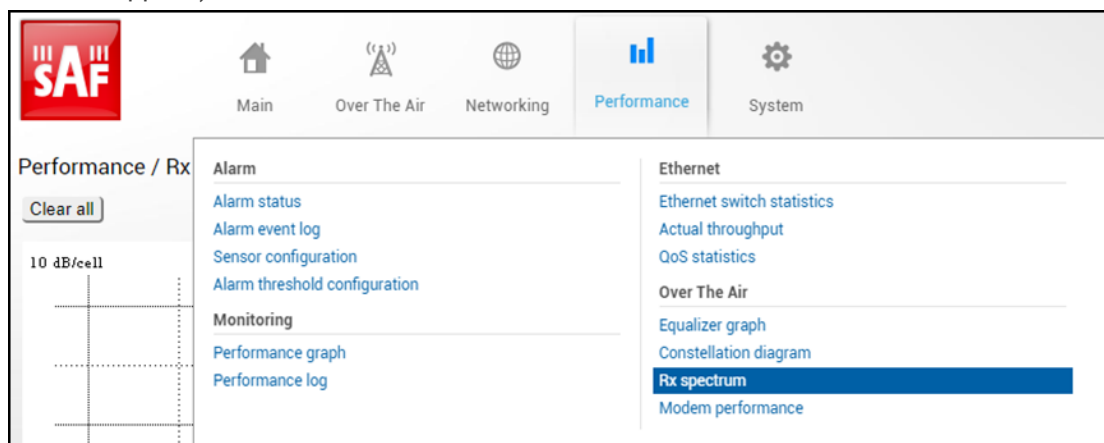 SAF
Main
Over The Air
Networking
Performance
System
Performance / Rx
Clear all
10 dB/cell
Alarm
Alarm status
Alarm event log
Sensor configuration
Alarm threshold configuration
Monitoring
Performance graph
Performance log
Ethernet
Ethernet switch statistics
Actual throughput
QoS statistics
Over The Air
Equalizer graph
Constellation diagram
Rx spectrum
Modem performance